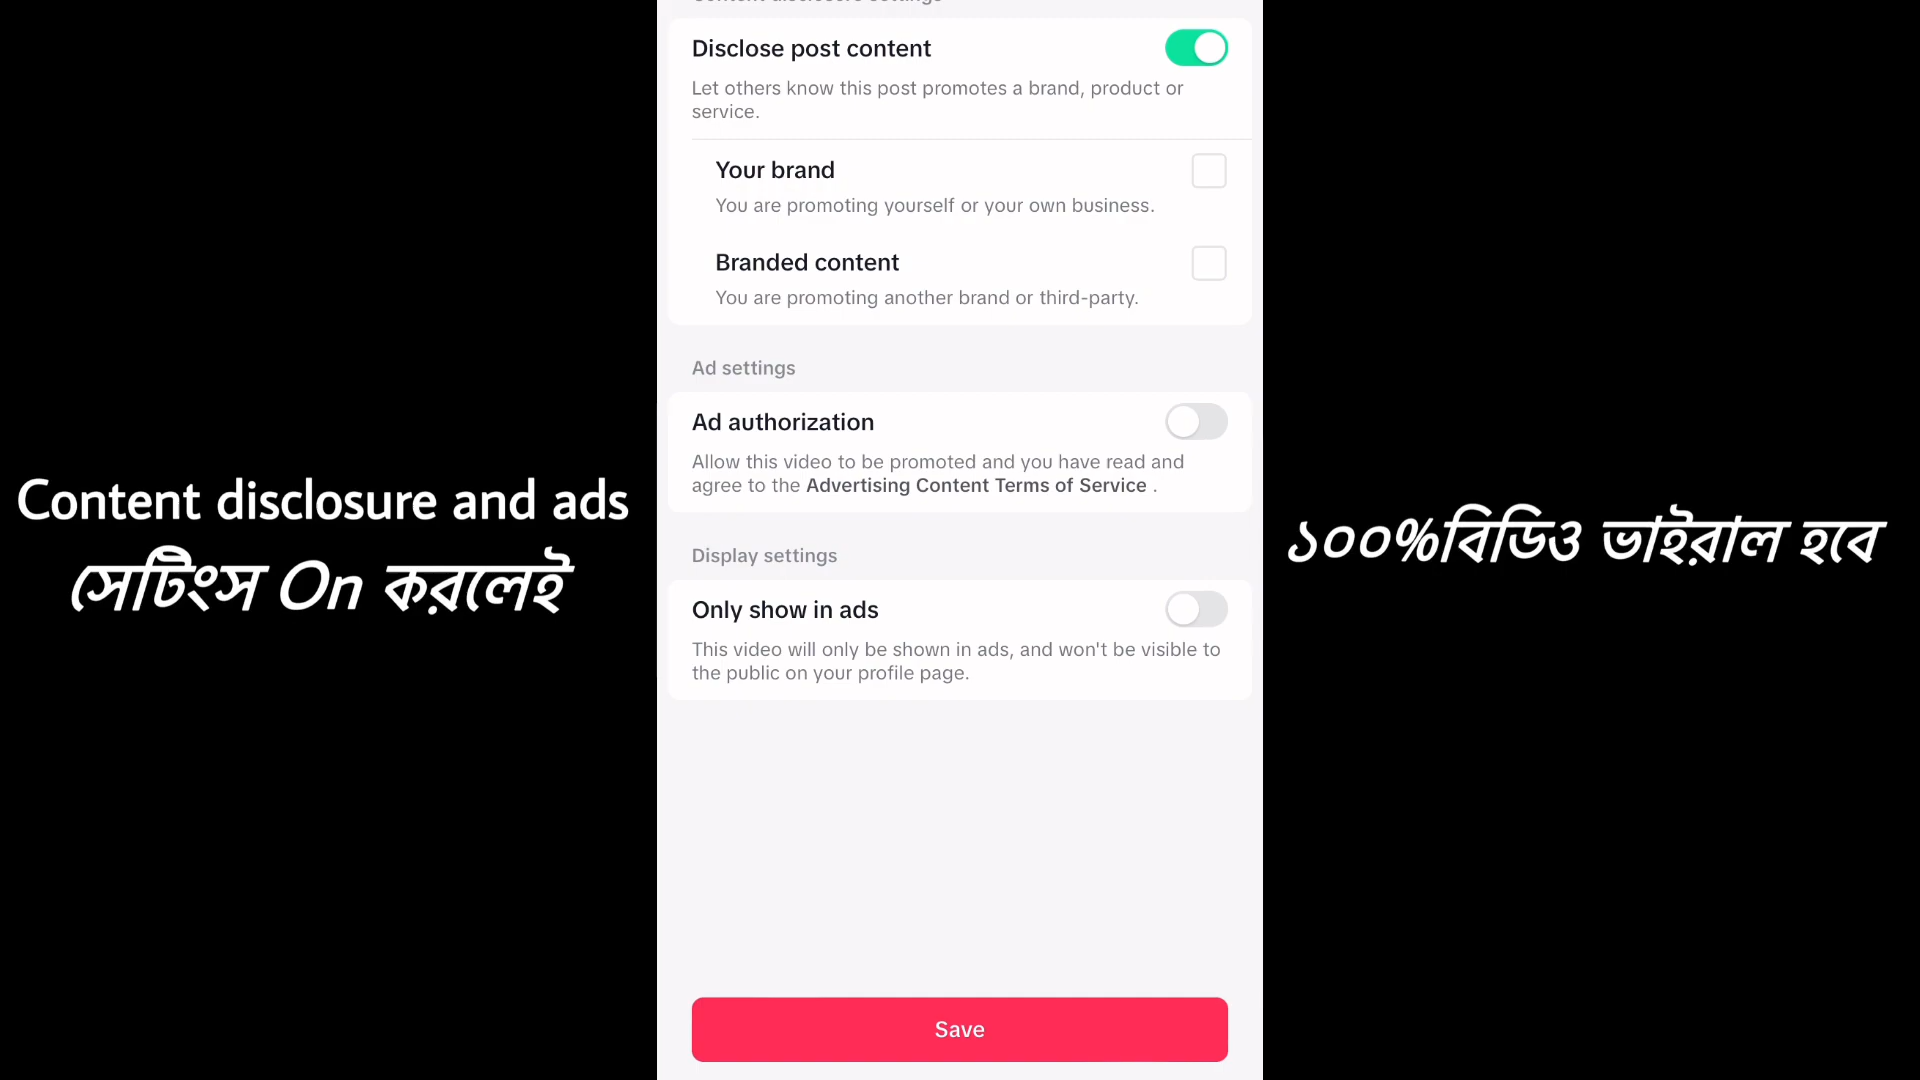 Content disclosure settings
Disclose post content
Let others know this post promotes a brand, product or
service.
Your brand
You are promoting yourself or your own business.
Branded content
You are promoting another brand or third-party.
Ad settings
Ad authorization
Allow this video to be promoted and you have read and
agree to the Advertising Content Terms of Service .
Display settings
Only show in ads
This video will only be shown in ads, and won't be visible to
the public on your profile page.
Save
Content disclosure and ads
সেটিংস On করলেই
১০০%বিডিও ভাইরাল হবে